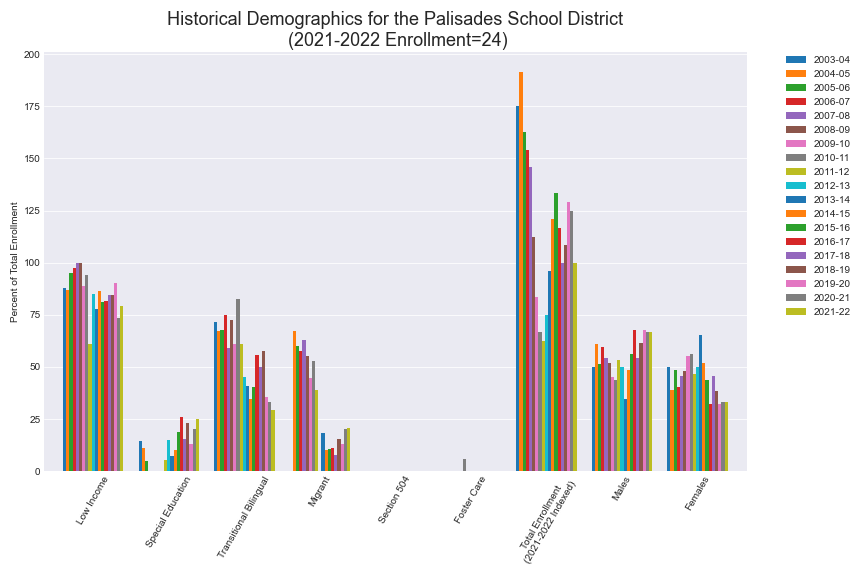 Historical Demographics for the Palisades School District
(2021-2022 Enrollment=24)
Percent of Total Enrollment
200
175
150
125
100
75
50
25
0
Low Income
Special Education
Transitional Bilingual
Migrant
Section 504
Foster Care
Total Enrollment
(2021-2022 Indexed)
Males
Females
2003-04
2004-05
2005-06
2006-07
2007-08
2008-09
2009-10
2010-11
2011-12
2012-13
2013-14
2014-15
2015-16
2016-17
2017-18
2018-19
2019-20
2020-21
2021-22